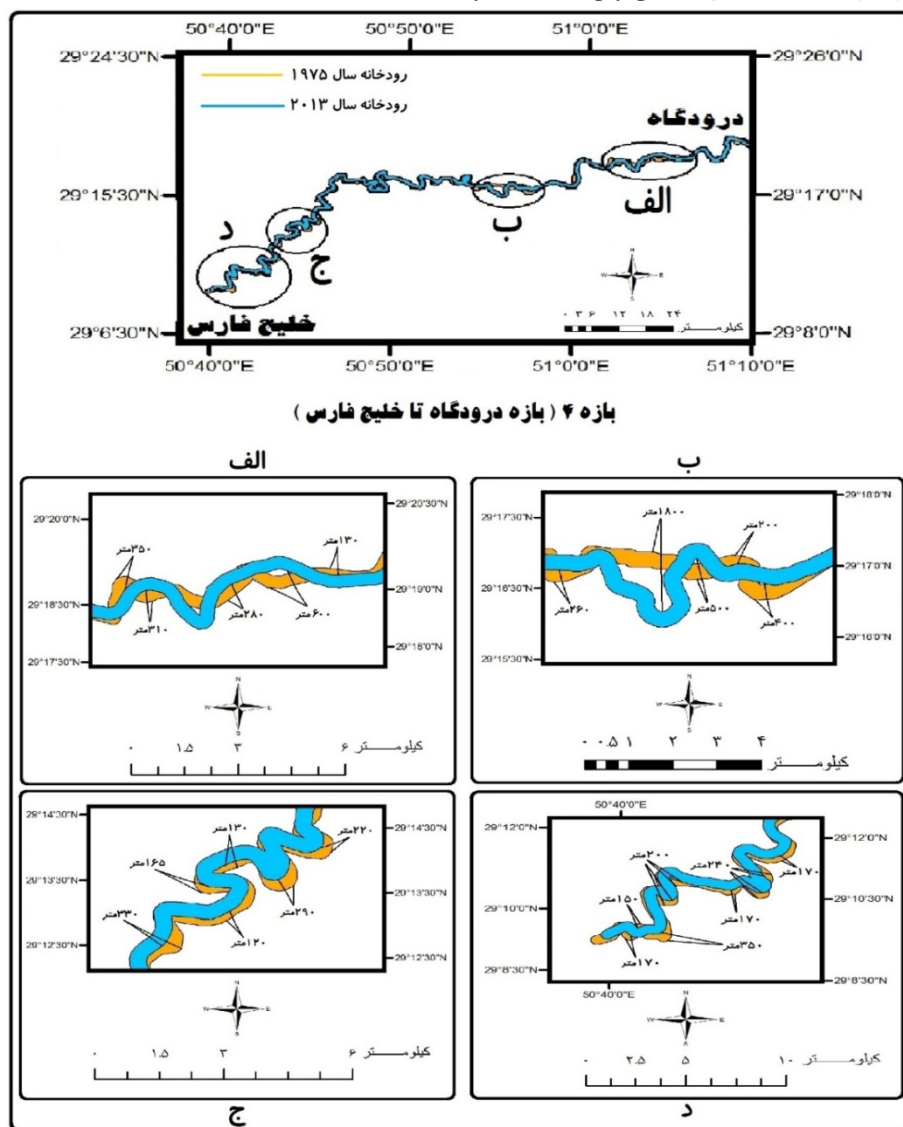 50°40'0"E 50°50'0"E 51°0'0"E
29°24'30"N 29°26'0"N
رودخانه سال ۱۹۷۵
رودخانه سال ۲۰۱۳
درودگاه
29°15'30"N 29°17'0"N
الف
ب
ج
د
خلیج فارس
۰ ۳ ۶ ۱۲ ۱۸ ۲۴
کیلومتر
29°6'30"N 29°8'0"N
50°40'0"E 50°50'0"E 51°0'0"E 51°10'0"E
بازه ۴ ( بازه درودگاه تا خلیج فارس )
الف
29°20'0"N 29°20'30"N
۳۵۰متر ۱۳۰متر
29°19'0"N
29°18'30"N
۳۱۰متر ۲۸۰متر ۶۰۰متر
29°18'0"N
29°17'30"N
N
W E
S
۰ ۱.۵ ۳ ۶ کیلومتر
ب
29°18'0"N
29°17'30"N
۱۸۰۰متر ۲۰۰متر
29°17'0"N
29°16'30"N
۲۶۰متر ۵۰۰متر ۴۰۰متر
29°16'0"N
29°15'30"N
N
W E
S
۰ ۰.۵ ۱ ۲ ۳ ۴
کیلومتر
29°14'30"N 29°14'30"N
۱۳۰متر ۲۲۰متر
۱۶۵متر
29°13'30"N 29°13'30"N
۳۳۰متر ۲۹۰متر
۱۲۰متر
29°12'30"N 29°12'30"N
N
W E
S
۰ ۱.۵ ۳ ۶ کیلومتر
ج
50°40'0"E
29°12'0"N 29°12'0"N
۲۰۰متر ۲۴۰متر ۱۷۰متر
29°10'30"N
29°10'0"N
۱۵۰متر ۱۷۰متر
۳۵۰متر
۱۷۰متر
29°8'30"N 29°8'30"N
50°40'0"E
N
W E
S
۰ ۲.۵ ۵ ۱۰ کیلومتر
د